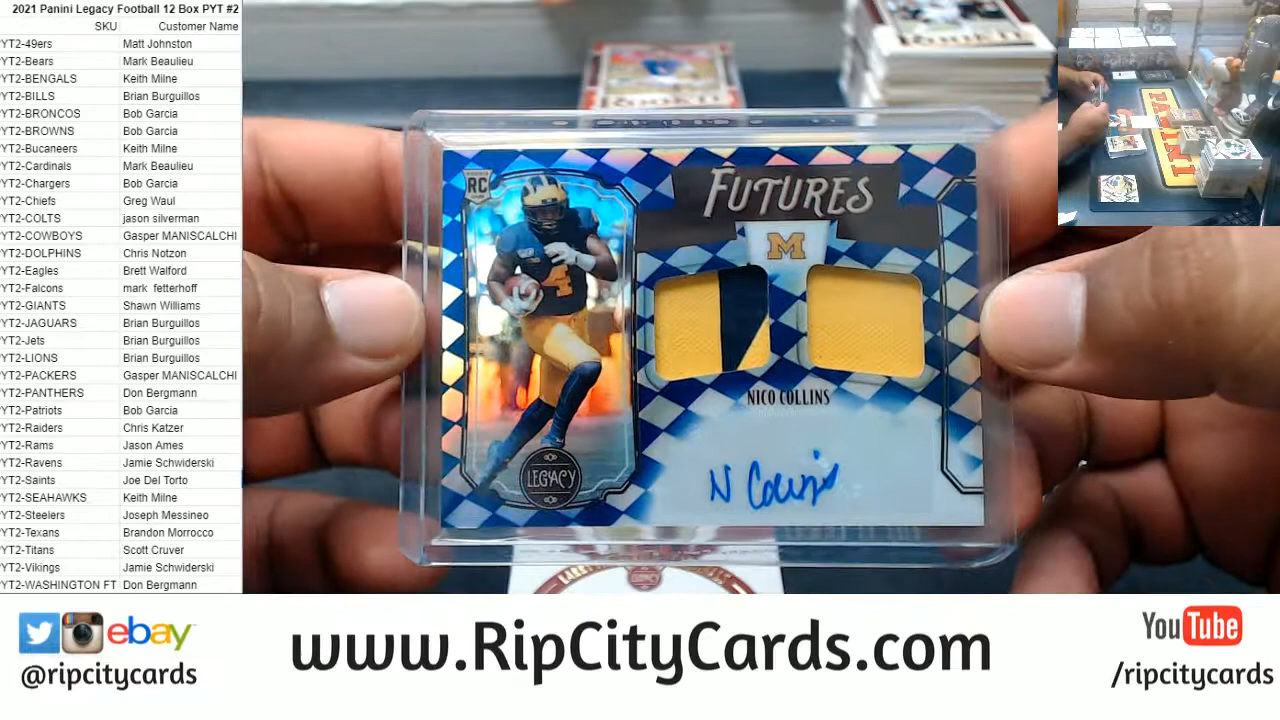 2021 Panini Legacy Football 12 Box PYT #2
SKU Customer Name
YT2-49ers Matt Johnston
YT2-Bears Mark Beaulieu
YT2-BENGALS Keith Milne
YT2-BILLS Brian Burguillos
YT2-BRONCOS Bob Garcia
YT2-BROWNS Bob Garcia
YT2-Bucaneers Keith Milne
YT2-Cardinals Mark Beaulieu
YT2-Chargers Bob Garcia
YT2-Chiefs Greg Waul
YT2-COLTS jason silverman
YT2-COWBOYS Gasper MANISCALCHI
YT2-DOLPHINS Chris Notzon
YT2-Eagles Brett Walford
YT2-Falcons mark fetterhoff
YT2-GIANTS Shawn Williams
YT2-JAGUARS Brian Burguillos
YT2-Jets Brian Burguillos
YT2-LIONS Brian Burguillos
YT2-PACKERS Gasper MANISCALCHI
YT2-PANTHERS Don Bergmann
YT2-Patriots Bob Garcia
YT2-Raiders Chris Katzer
YT2-Rams Jason Ames
YT2-Ravens Jamie Schwiderski
YT2-Saints Joe Del Torto
YT2-SEAHAWKS Keith Milne
YT2-Steelers Joseph Messineo
YT2-Texans Brandon Morrocco
YT2-Titans Scott Cruver
YT2-Vikings Jamie Schwiderski
YT2-WASHINGTON FT Don Bergmann
RC
FUTURES
M
4
NICO COLLINS
LEGACY
N Collins
PANINI
ebay
@ripcitycards
www.RipCityCards.com
YouTube
/ripcitycards